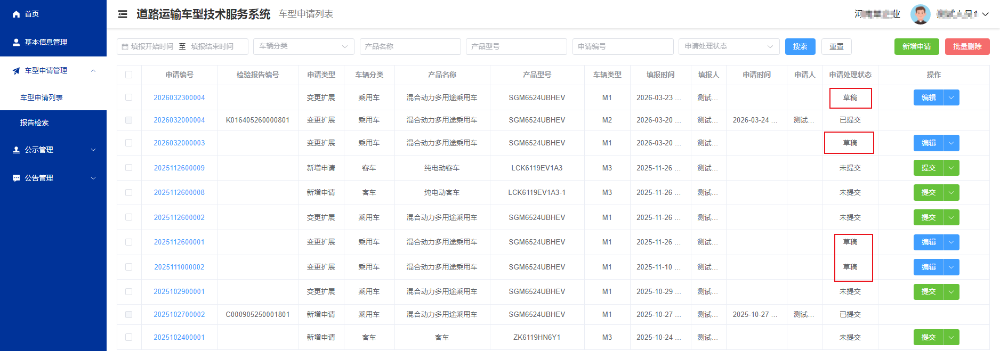 首页
基本信息管理
车型申请管理
车型申请列表
报告检索
公示管理
公告管理
道路运输车型技术服务系统 车型申请列表
填报开始时间 至 填报结束时间 车辆分类 产品名称 产品型号 申请编号 申请处理状态 搜索 重置 新增申请 批量删除
申请编号 检验报告编号 申请类型 车辆分类 产品名称 产品型号 车辆类型 填报时间 填报人 申请时间 申请人 申请处理状态 操作
2026032300004 变更扩展 乘用车 混合动力多用途乘用车 SGM6524UBHEV M1 2026-03-23 ... 测试... 草稿 编辑
2026032000004 K016405260000801 变更扩展 乘用车 混合动力多用途乘用车 SGM6524UBHEV M2 2026-03-20 ... 测试... 2026-03-24 ... 测试... 已提交
2026032000003 变更扩展 乘用车 混合动力多用途乘用车 SGM6524UBHEV M1 2026-03-20 ... 测试... 草稿 编辑
2025112600009 新增申请 客车 纯电动客车 LCK6119EV1A3 M3 2025-11-26 ... 测试... 未提交 提交
2025112600008 新增申请 客车 纯电动客车 LCK6119EV1A3-1 M3 2025-11-26 ... 测试... 未提交 提交
2025112600002 变更扩展 乘用车 混合动力多用途乘用车 SGM6524UBHEV M1 2025-11-26 ... 测试... 未提交 提交
2025112600001 变更扩展 乘用车 混合动力多用途乘用车 SGM6524UBHEV M1 2025-11-26 ... 测试... 草稿 编辑
2025111000002 变更扩展 乘用车 混合动力多用途乘用车 SGM6524UBHEV M1 2025-11-10 ... 测试... 草稿 编辑
2025102900001 变更扩展 乘用车 混合动力多用途乘用车 SGM6524UBHEV M1 2025-10-29 ... 测试... 未提交 提交
2025102700002 C000905250001801 新增申请 乘用车 混合动力多用途乘用车 SGM6524UBHEV M1 2025-10-27 ... 测试... 2025-10-27 ... 测试... 已提交
2025102400001 新增申请 客车 客车 ZK6119HN6Y1 M3 2025-10-24 ... 测试... 未提交 提交